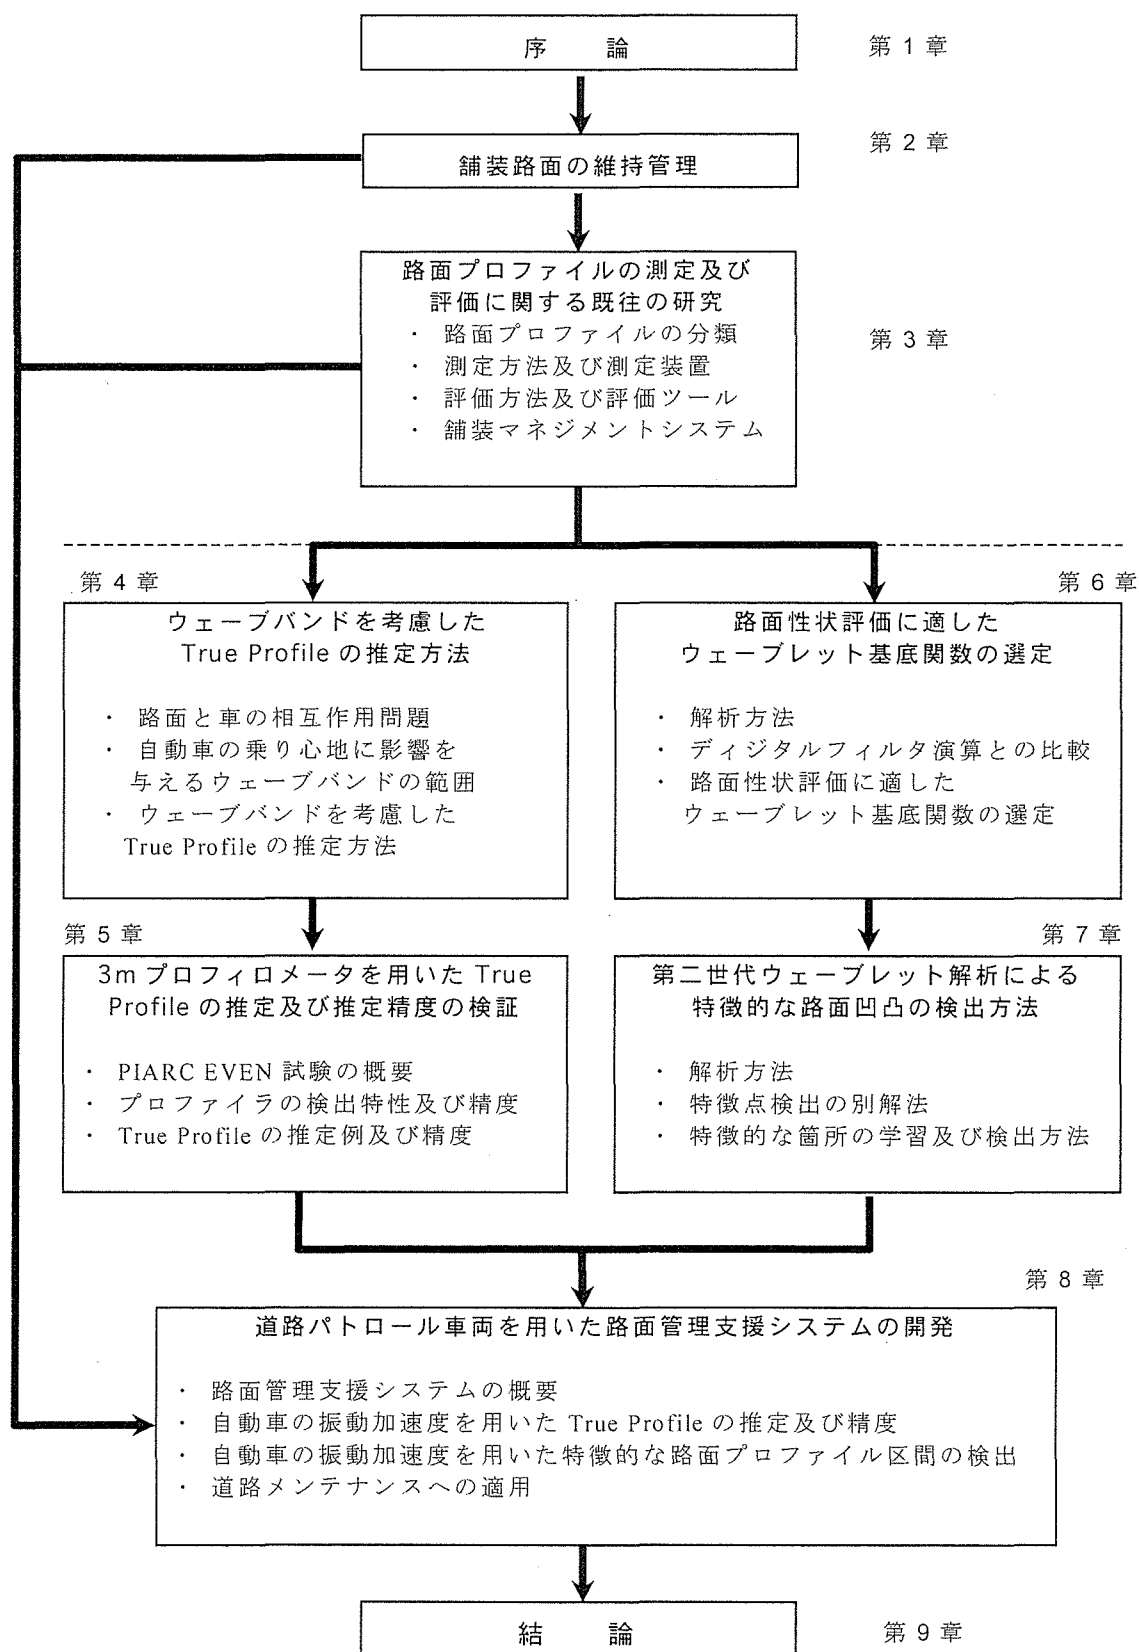 序　論
第 1 章
第 2 章
舗装路面の維持管理
路面プロファイルの測定及び
評価に関する既往の研究
・ 路面プロファイルの分類
第 3 章
・ 測定方法及び測定装置
・ 評価方法及び評価ツール
・ 舗装マネジメントシステム
第 4 章
ウェーブバンドを考慮した
True Profile の推定方法
・ 路面と車の相互作用問題
・ 自動車の乗り心地に影響を
与えるウェーブバンドの範囲
・ ウェーブバンドを考慮した
True Profile の推定方法
第 5 章
3m プロフィロメータを用いた True
Profile の推定及び推定精度の検証
・ PIARC EVEN 試験の概要
・ プロファイラの検出特性及び精度
・ True Profile の推定例及び精度
第 6 章
路面性状評価に適した
ウェーブレット基底関数の選定
・ 解析方法
・ ディジタルフィルタ演算との比較
・ 路面性状評価に適した
ウェーブレット基底関数の選定
第 7 章
第二世代ウェーブレット解析による
特徴的な路面凹凸の検出方法
・ 解析方法
・ 特徴点検出の別解法
・ 特徴的な箇所の学習及び検出方法
第 8 章
道路パトロール車両を用いた路面管理支援システムの開発
・ 路面管理支援システムの概要
・ 自動車の振動加速度を用いた True Profile の推定及び精度
・ 自動車の振動加速度を用いた特徴的な路面プロファイル区間の検出
・ 道路メンテナンスへの適用
結　論
第 9 章